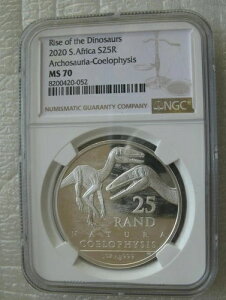 Rise of the Dinosaurs
2020 S.Africa S25R
Archosauria-Coelophysis
MS 70
8200420-052
NUMISMATIC GUARANTY COMPANY
NGC
25
RAND
NATURA
COELOPHYSIS